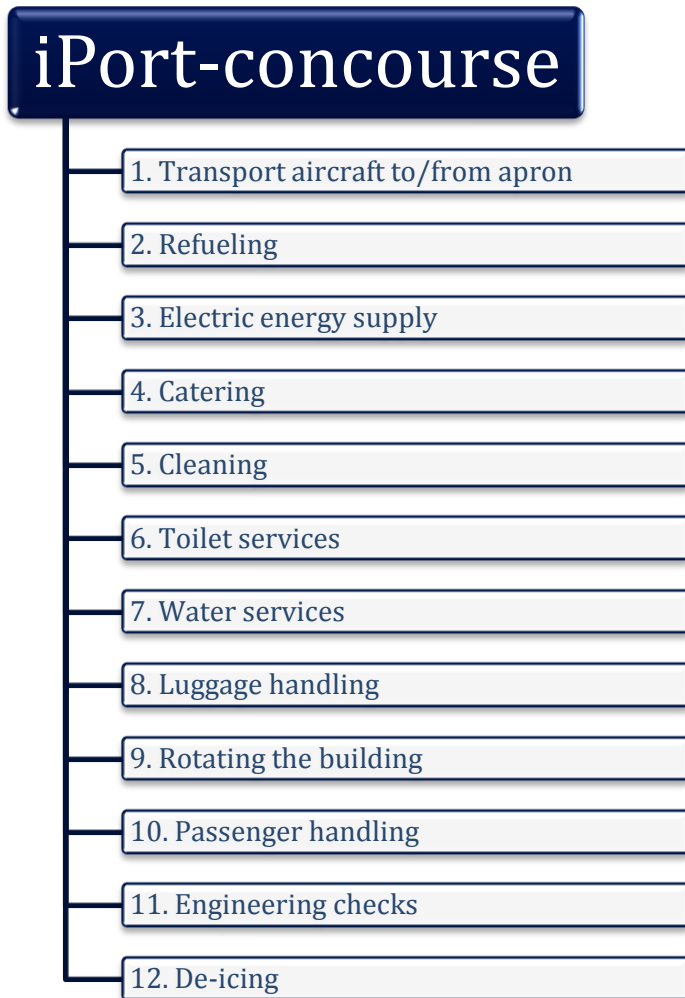 iPort-concourse
1. Transport aircraft to/from apron
2. Refueling
3. Electric energy supply
4. Catering
5. Cleaning
6. Toilet services
7. Water services
8. Luggage handling
9. Rotating the building
10. Passenger handling
11. Engineering checks
12. De-icing